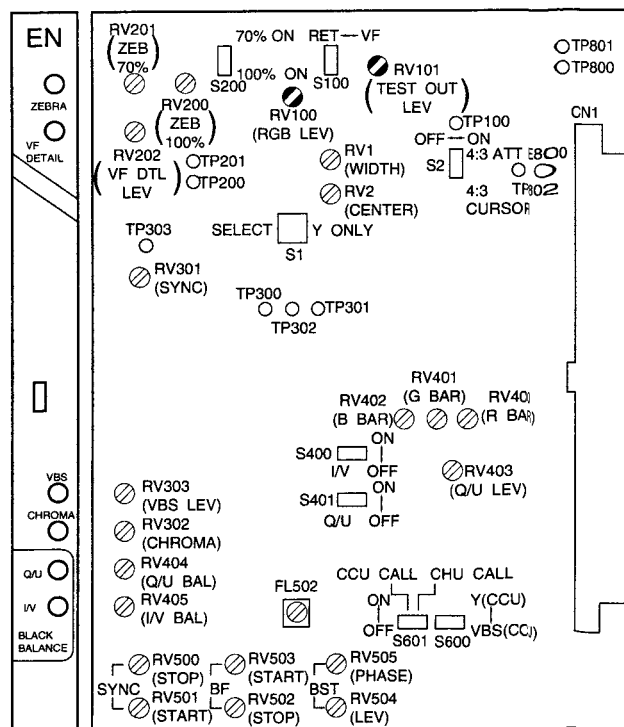 EN
ZEBRA
VF
DETAIL
VBS
CHROMA
Q/U
I/V
BLACK
BALANCE
RV201
(ZEB
70%)
70% ON
RET — VF
100% ON
S200
S100
RV200
(ZEB
100%)
RV100
(RGB LEV)
RV101
(TEST OUT
LEV)
TP801
TP800
CN1
RV202
(VF DTL
LEV)
TP201
TP200
RV1
(WIDTH)
RV2
(CENTER)
TP100
OFF — ON
S2
4:3 ATT
E800
TP802
4:3
CURSOR
TP303
SELECT
Y ONLY
S1
RV301
(SYNC)
TP300
TP302
TP301
RV402
(B BAR)
RV401
(G BAR)
(R BAR
S400
I/V
ON
OFF
S401
Q/U
ON
OFF
RV403
(Q/U LEV)
RV303
(VBS LEV)
RV302
(CHROMA)
RV404
(Q/U BAL)
RV405
(I/V BAL)
FL502
CCU CALL
CHU CALL
ON
OFF
S601
S600
Y(CCU)
SYNC
RV500
(STOP)
RV501
(START)
BF
RV503
(START)
RV502
(STOP)
BST
RV505
(PHASE)
RV504
(LEV)